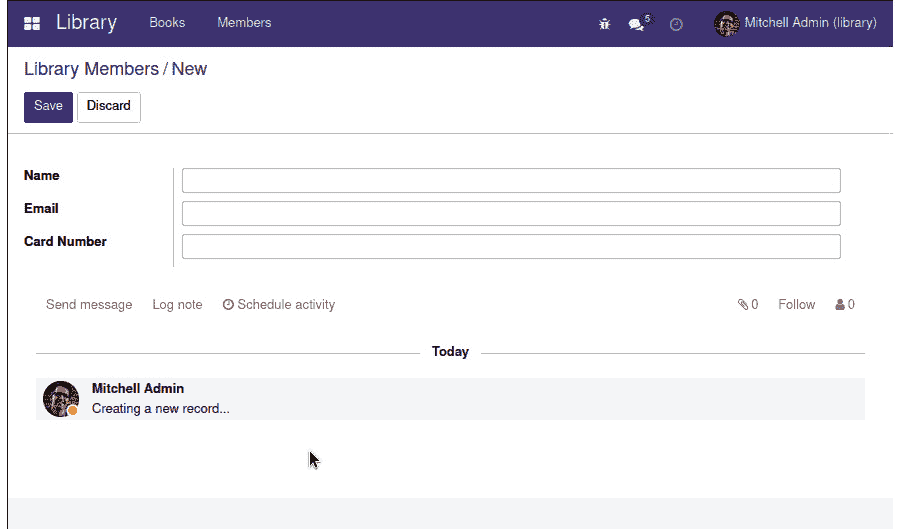 Library Books Members 5 Mitchell Admin (library)
Library Members / New
Save Discard
Name
Email
Card Number
Send message Log note Schedule activity 0 Follow 0
Today
Mitchell Admin
Creating a new record...